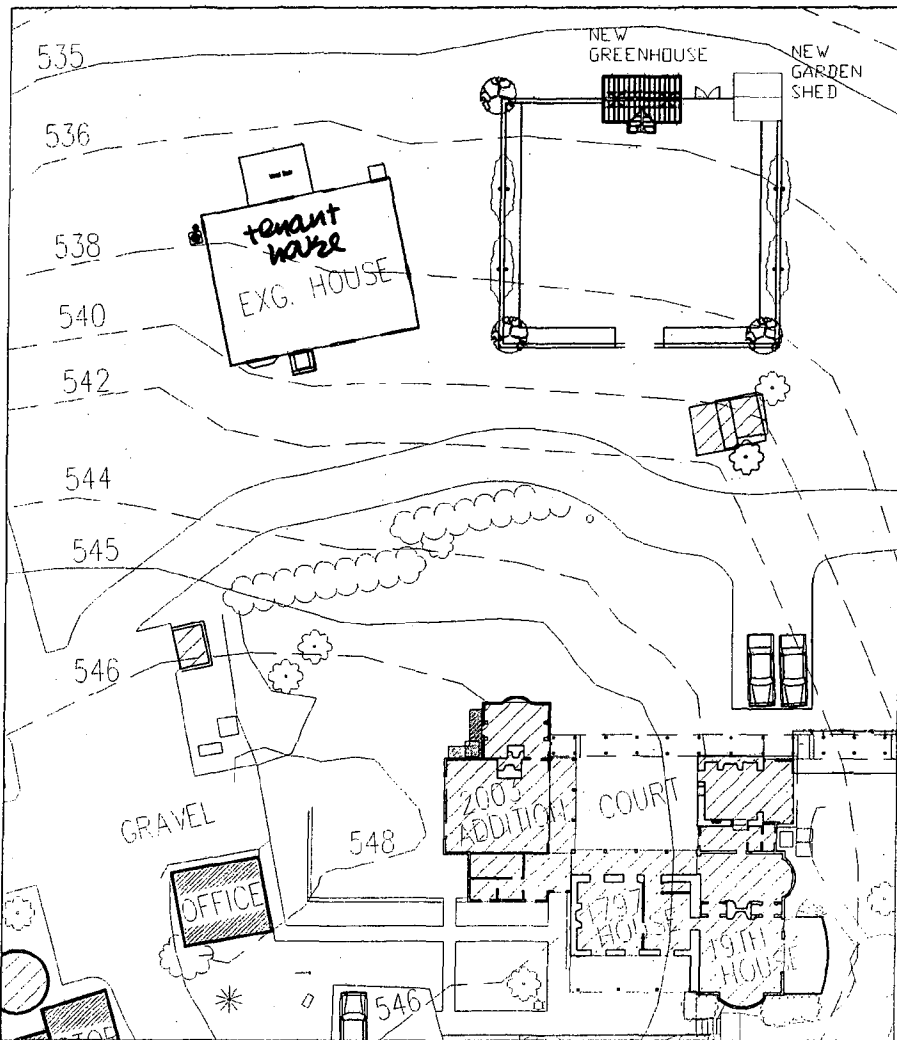 535
NEW
GREENHOUSE
NEW
GARDEN
SHED
536
tenant
house
538
EXG. HOUSE
540
542
544
545
546
2003
ADDITION
COURT
GRAVEL
548
OFFICE
1797
HOUSE
19TH
HOUSE
546